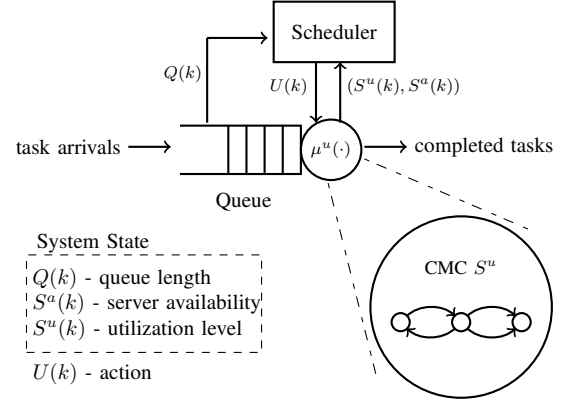 Scheduler
Q(k)
U(k)
(S^u(k), S^a(k))
task arrivals
μ^u(·)
completed tasks
Queue
System State
Q(k) - queue length
S^a(k) - server availability
S^u(k) - utilization level
U(k) - action
CMC S^u